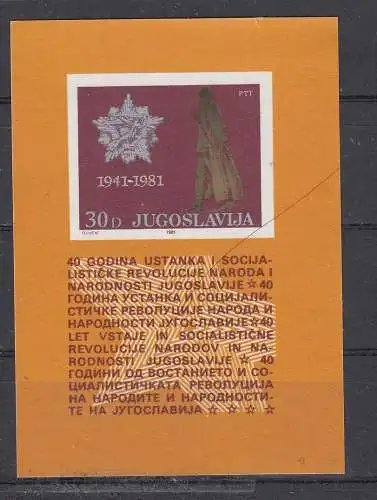 PTT
1941-1981
30 D JUGOSLAVIJA
1981
40 GODINA USTANKA I SOCIJA-
LISTIČKE REVOLUCIJE NARODA I
NARODNOSTI JUGOSLAVIJE ☆ 40
ГОДИНА УСТАНКА И СОЦИЈАЛИ-
СТИЧКЕ РЕВОЛУЦИЈЕ НАРОДА И
НАРОДНОСТИ ЈУГОСЛАВИЈЕ ☆ 40
LET VSTAJE IN SOCIALISTIČNE
REVOLUCIJE NARODOV IN NA-
RODNOSTI JUGOSLAVIJE ☆ 40
ГОДИНИ ОД ВОСТАНИЕТО И СО-
ЦИЈАЛИСТИЧКАТА РЕВОЛУЦИЈА
НА НАРОДИТЕ И НАРОДНОСТИ-
ТЕ НА ЈУГОСЛАВИЈА ☆ ☆ ☆ ☆